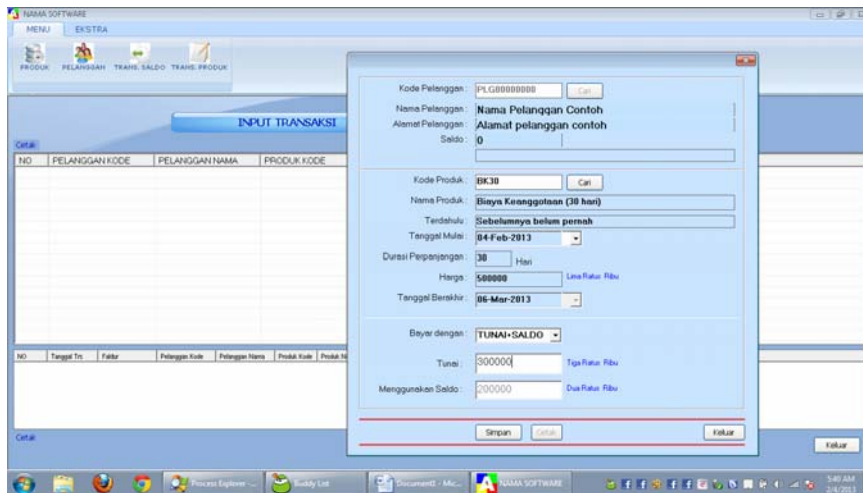 NAMA SOFTWARE
MENU EKSTRA
PRODUK PELANGGAN TRANS. SALDO TRANS. PRODUK
INPUT TRANSAKSI
Cetak
NO PELANGGAN KODE PELANGGAN NAMA PRODUK KODE
NO Tanggal Trs Faktur Pelanggan Kode Pelanggan Nama Produk Kode
Cetak
Kode Pelanggan : PLG00000000 Cari
Nama Pelanggan : Nama Pelanggan Contoh
Alamat Pelanggan : Alamat pelanggan contoh
Saldo : 0
Kode Produk : BK30 Cari
Nama Produk : Biaya Keanggotaan (30 hari)
Terdahulu : Sebelumnya belum pernah
Tanggal Mulai : 04-Feb-2013
Durasi Perpanjangan : 30 Hari
Harga : 500000 Lima Ratus Ribu
Tanggal Berakhir : 06-Mar-2013
Bayar dengan : TUNAI+SALDO
Tunai : 300000 Tiga Ratus Ribu
Menggunakan Saldo : 200000 Dua Ratus Ribu
Simpan Cetak Keluar
Keluar
Process Explorer -... Buddy List Document1 - Mic... NAMA SOFTWARE
5:40 AM
2/4/2013